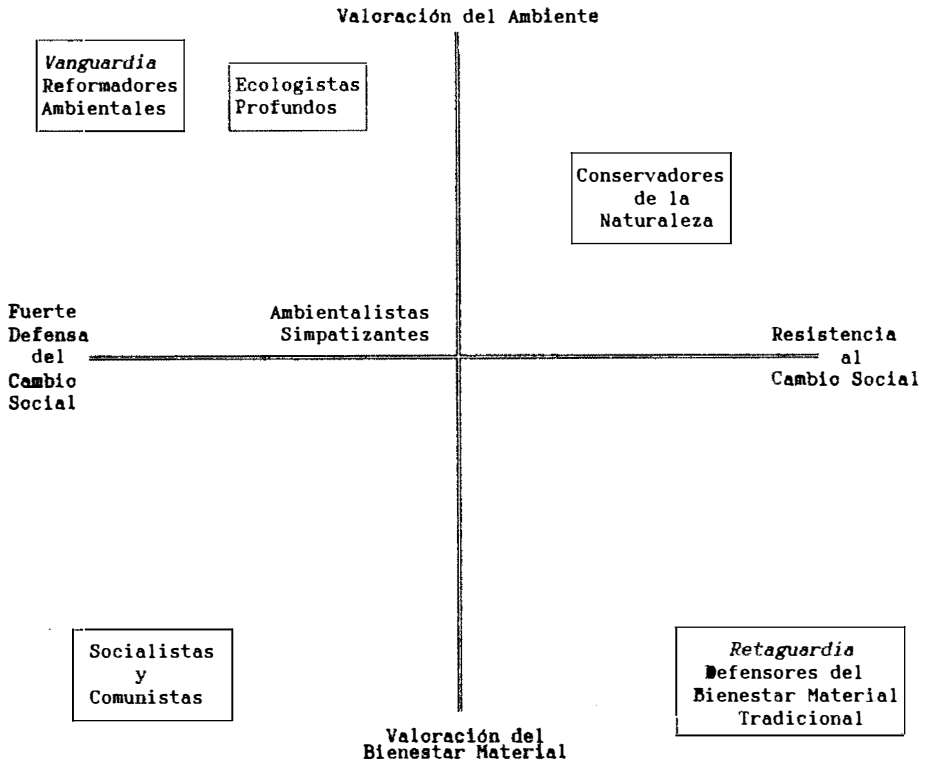 Valoración del Ambiente
Vanguardia
Reformadores
Ambientales
Ecologistas
Profundos
Conservadores
de la
Naturaleza
Fuerte
Defensa
del
Cambio
Social
Ambientalistas
Simpatizantes
Resistencia
al
Cambio Social
Socialistas
y
Comunistas
Retaguardia
Defensores del
Bienestar Material
Tradicional
Valoración del
Bienestar Material